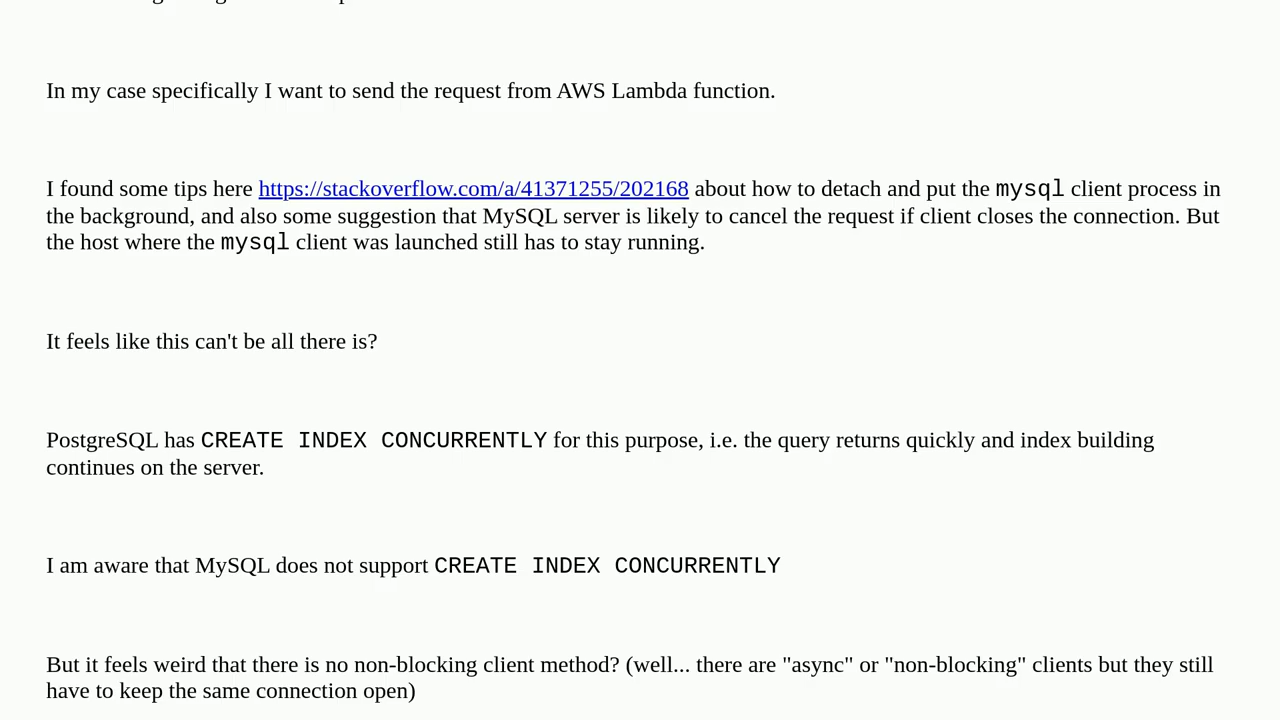 In my case specifically I want to send the request from AWS Lambda function.
I found some tips here https://stackoverflow.com/a/41371255/202168 about how to detach and put the mysql client process in
the background, and also some suggestion that MySQL server is likely to cancel the request if client closes the connection. But
the host where the mysql client was launched still has to stay running.
It feels like this can't be all there is?
PostgreSQL has CREATE INDEX CONCURRENTLY for this purpose, i.e. the query returns quickly and index building
continues on the server.
I am aware that MySQL does not support CREATE INDEX CONCURRENTLY
But it feels weird that there is no non-blocking client method? (well... there are "async" or "non-blocking" clients but they still
have to keep the same connection open)